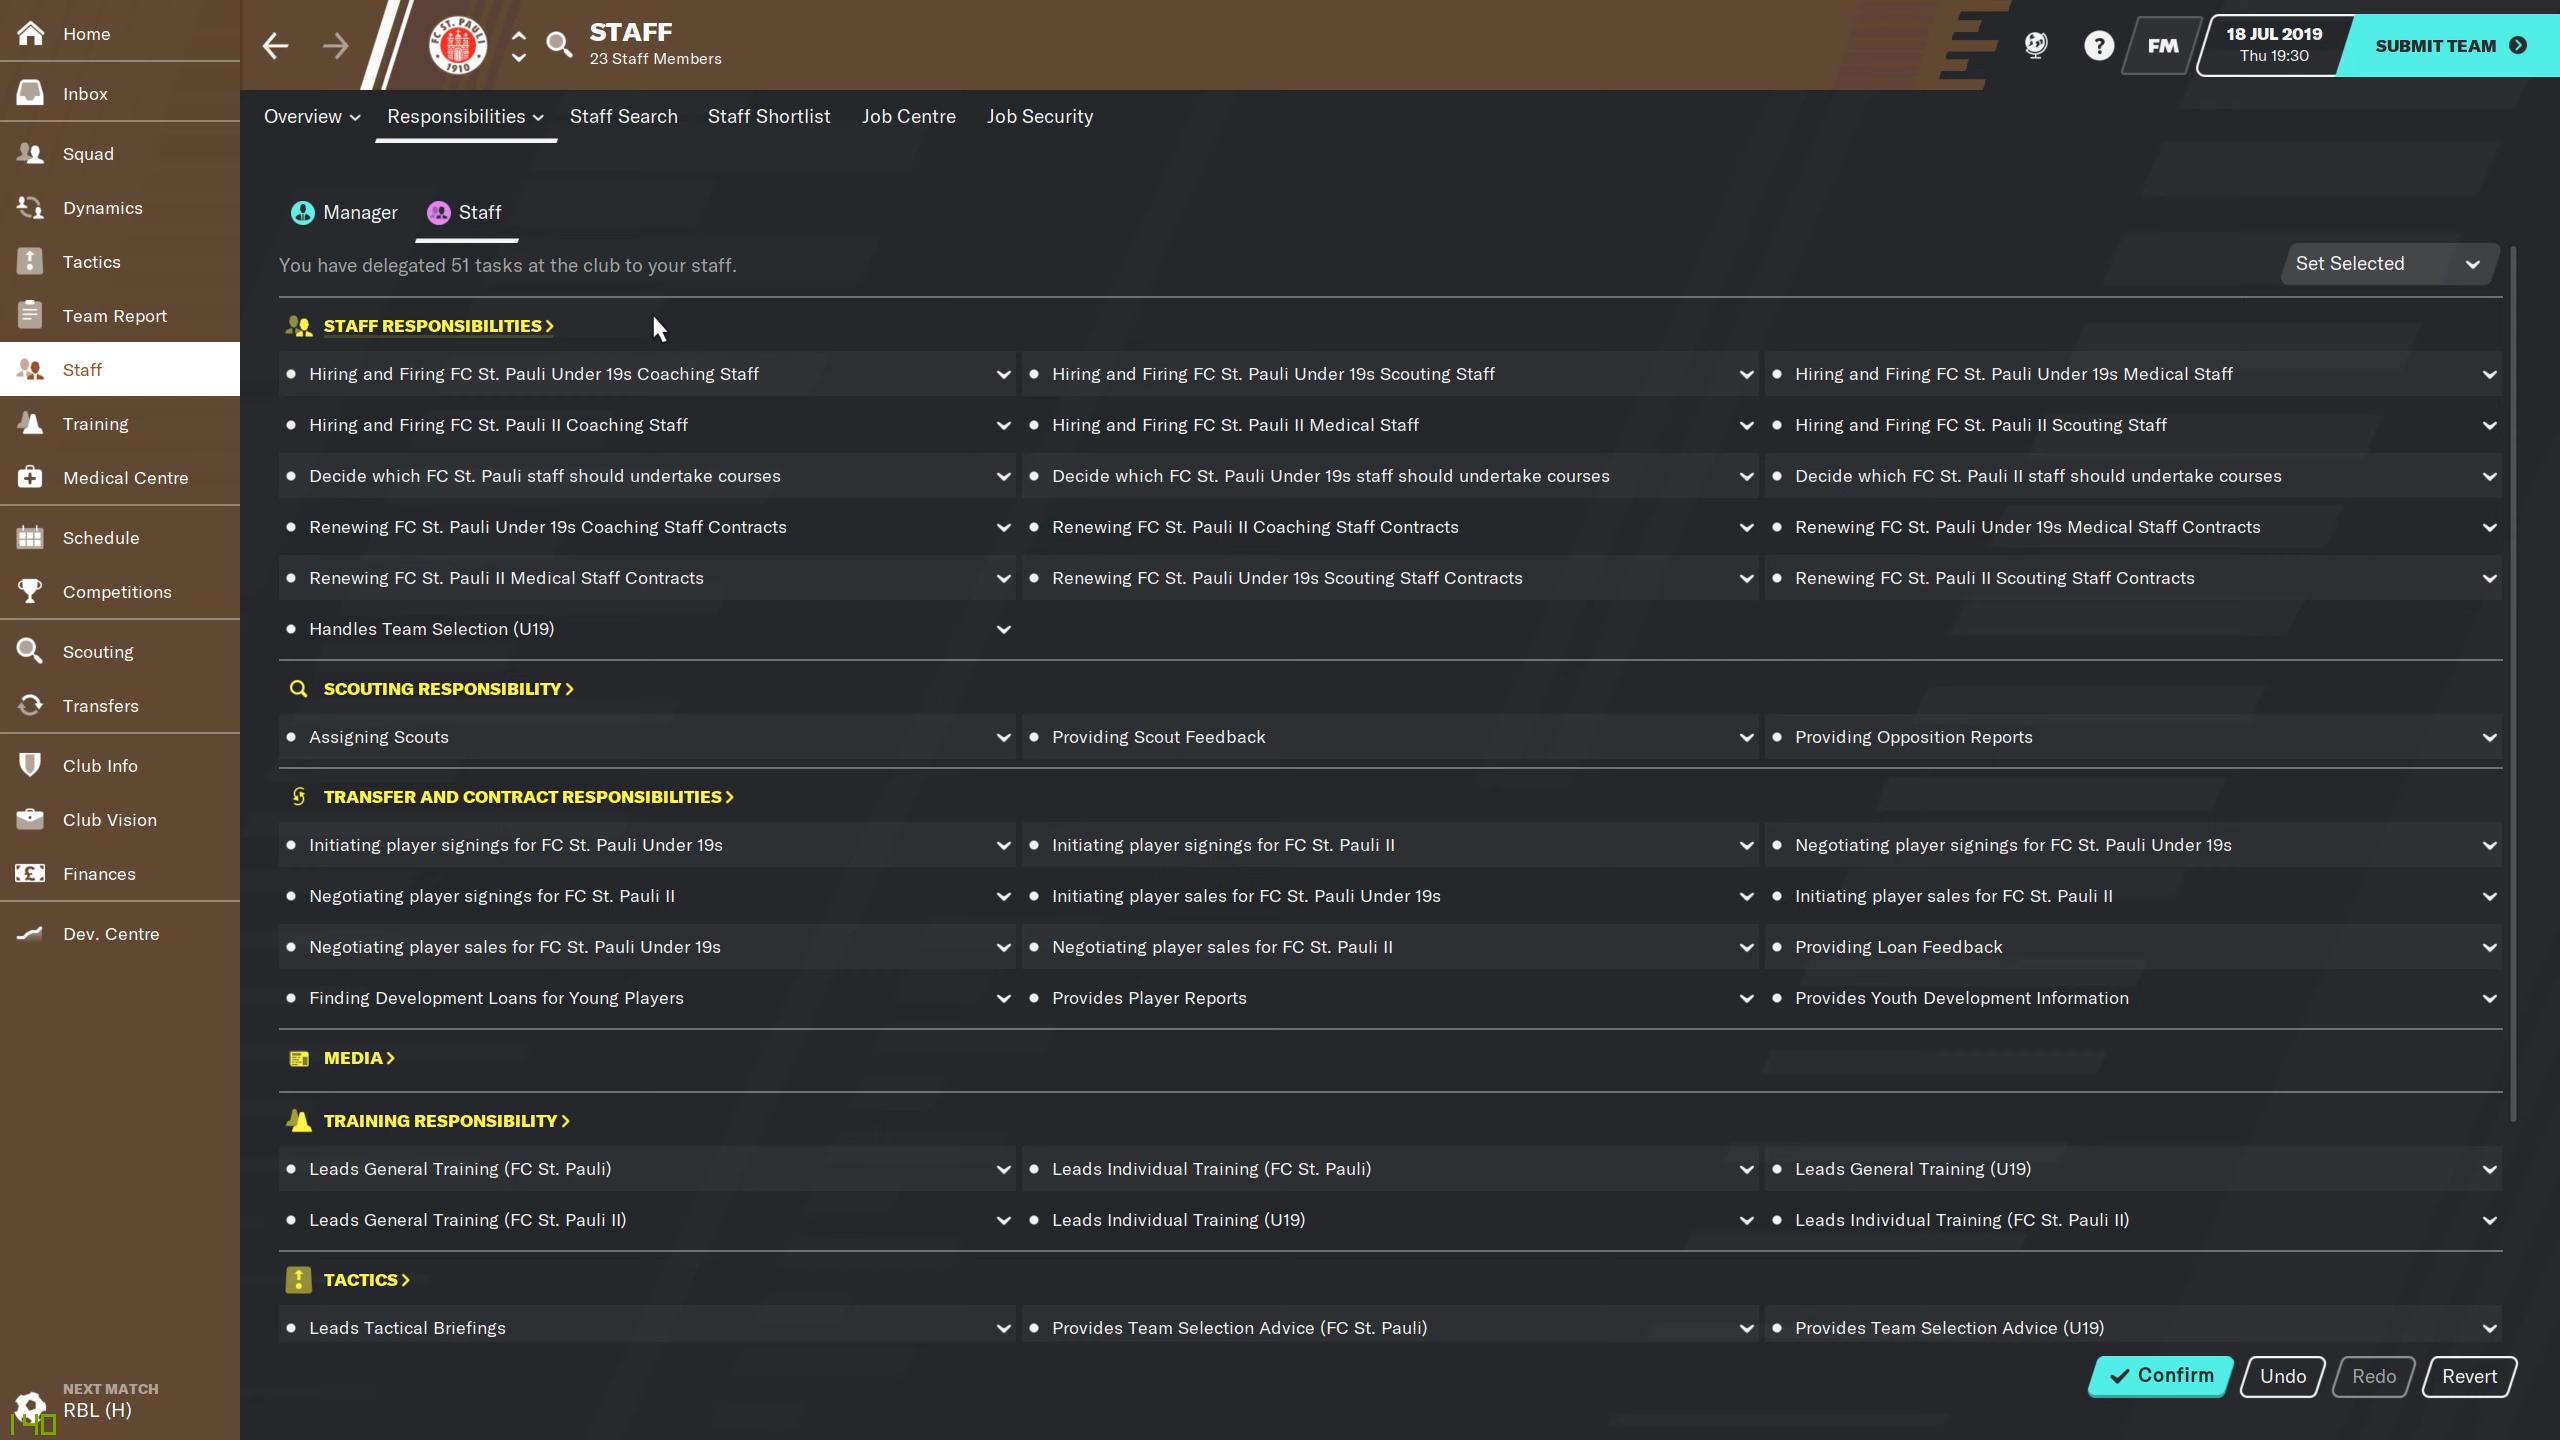 Home
Inbox
Squad
Dynamics
Tactics
Team Report
Staff
Training
Medical Centre
Schedule
Competitions
Scouting
Transfers
Club Info
Club Vision
Finances
Dev. Centre
NEXT MATCH
RBL (H)
140
FC ST. PAULI
1910
STAFF
23 Staff Members
?
FM
18 JUL 2019
Thu 19:30
SUBMIT TEAM
Overview Responsibilities Staff Search Staff Shortlist Job Centre Job Security
Manager Staff
You have delegated 51 tasks at the club to your staff.
Set Selected
STAFF RESPONSIBILITIES
Hiring and Firing FC St. Pauli Under 19s Coaching Staff
Hiring and Firing FC St. Pauli Under 19s Scouting Staff
Hiring and Firing FC St. Pauli Under 19s Medical Staff
Hiring and Firing FC St. Pauli II Coaching Staff
Hiring and Firing FC St. Pauli II Medical Staff
Hiring and Firing FC St. Pauli II Scouting Staff
Decide which FC St. Pauli staff should undertake courses
Decide which FC St. Pauli Under 19s staff should undertake courses
Decide which FC St. Pauli II staff should undertake courses
Renewing FC St. Pauli Under 19s Coaching Staff Contracts
Renewing FC St. Pauli II Coaching Staff Contracts
Renewing FC St. Pauli Under 19s Medical Staff Contracts
Renewing FC St. Pauli II Medical Staff Contracts
Renewing FC St. Pauli Under 19s Scouting Staff Contracts
Renewing FC St. Pauli II Scouting Staff Contracts
Handles Team Selection (U19)
SCOUTING RESPONSIBILITY
Assigning Scouts
Providing Scout Feedback
Providing Opposition Reports
TRANSFER AND CONTRACT RESPONSIBILITIES
Initiating player signings for FC St. Pauli Under 19s
Initiating player signings for FC St. Pauli II
Negotiating player signings for FC St. Pauli Under 19s
Negotiating player signings for FC St. Pauli II
Initiating player sales for FC St. Pauli Under 19s
Initiating player sales for FC St. Pauli II
Negotiating player sales for FC St. Pauli Under 19s
Negotiating player sales for FC St. Pauli II
Providing Loan Feedback
Finding Development Loans for Young Players
Provides Player Reports
Provides Youth Development Information
MEDIA
TRAINING RESPONSIBILITY
Leads General Training (FC St. Pauli)
Leads Individual Training (FC St. Pauli)
Leads General Training (U19)
Leads General Training (FC St. Pauli II)
Leads Individual Training (U19)
Leads Individual Training (FC St. Pauli II)
TACTICS
Leads Tactical Briefings
Provides Team Selection Advice (FC St. Pauli)
Provides Team Selection Advice (U19)
Confirm Undo Redo Revert